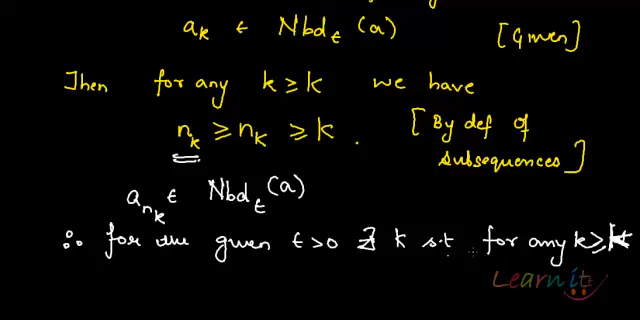 a_k ∈ Nbd_ε (a) [Given]
Then for any k ≥ K we have
n_k ≥ n_K ≥ K . [By def of
subsequences]
a_{n_k} ∈ Nbd_ε (a)
∴ for the given ε > 0 ∃ K s.t. for any k ≥ K
Learnit